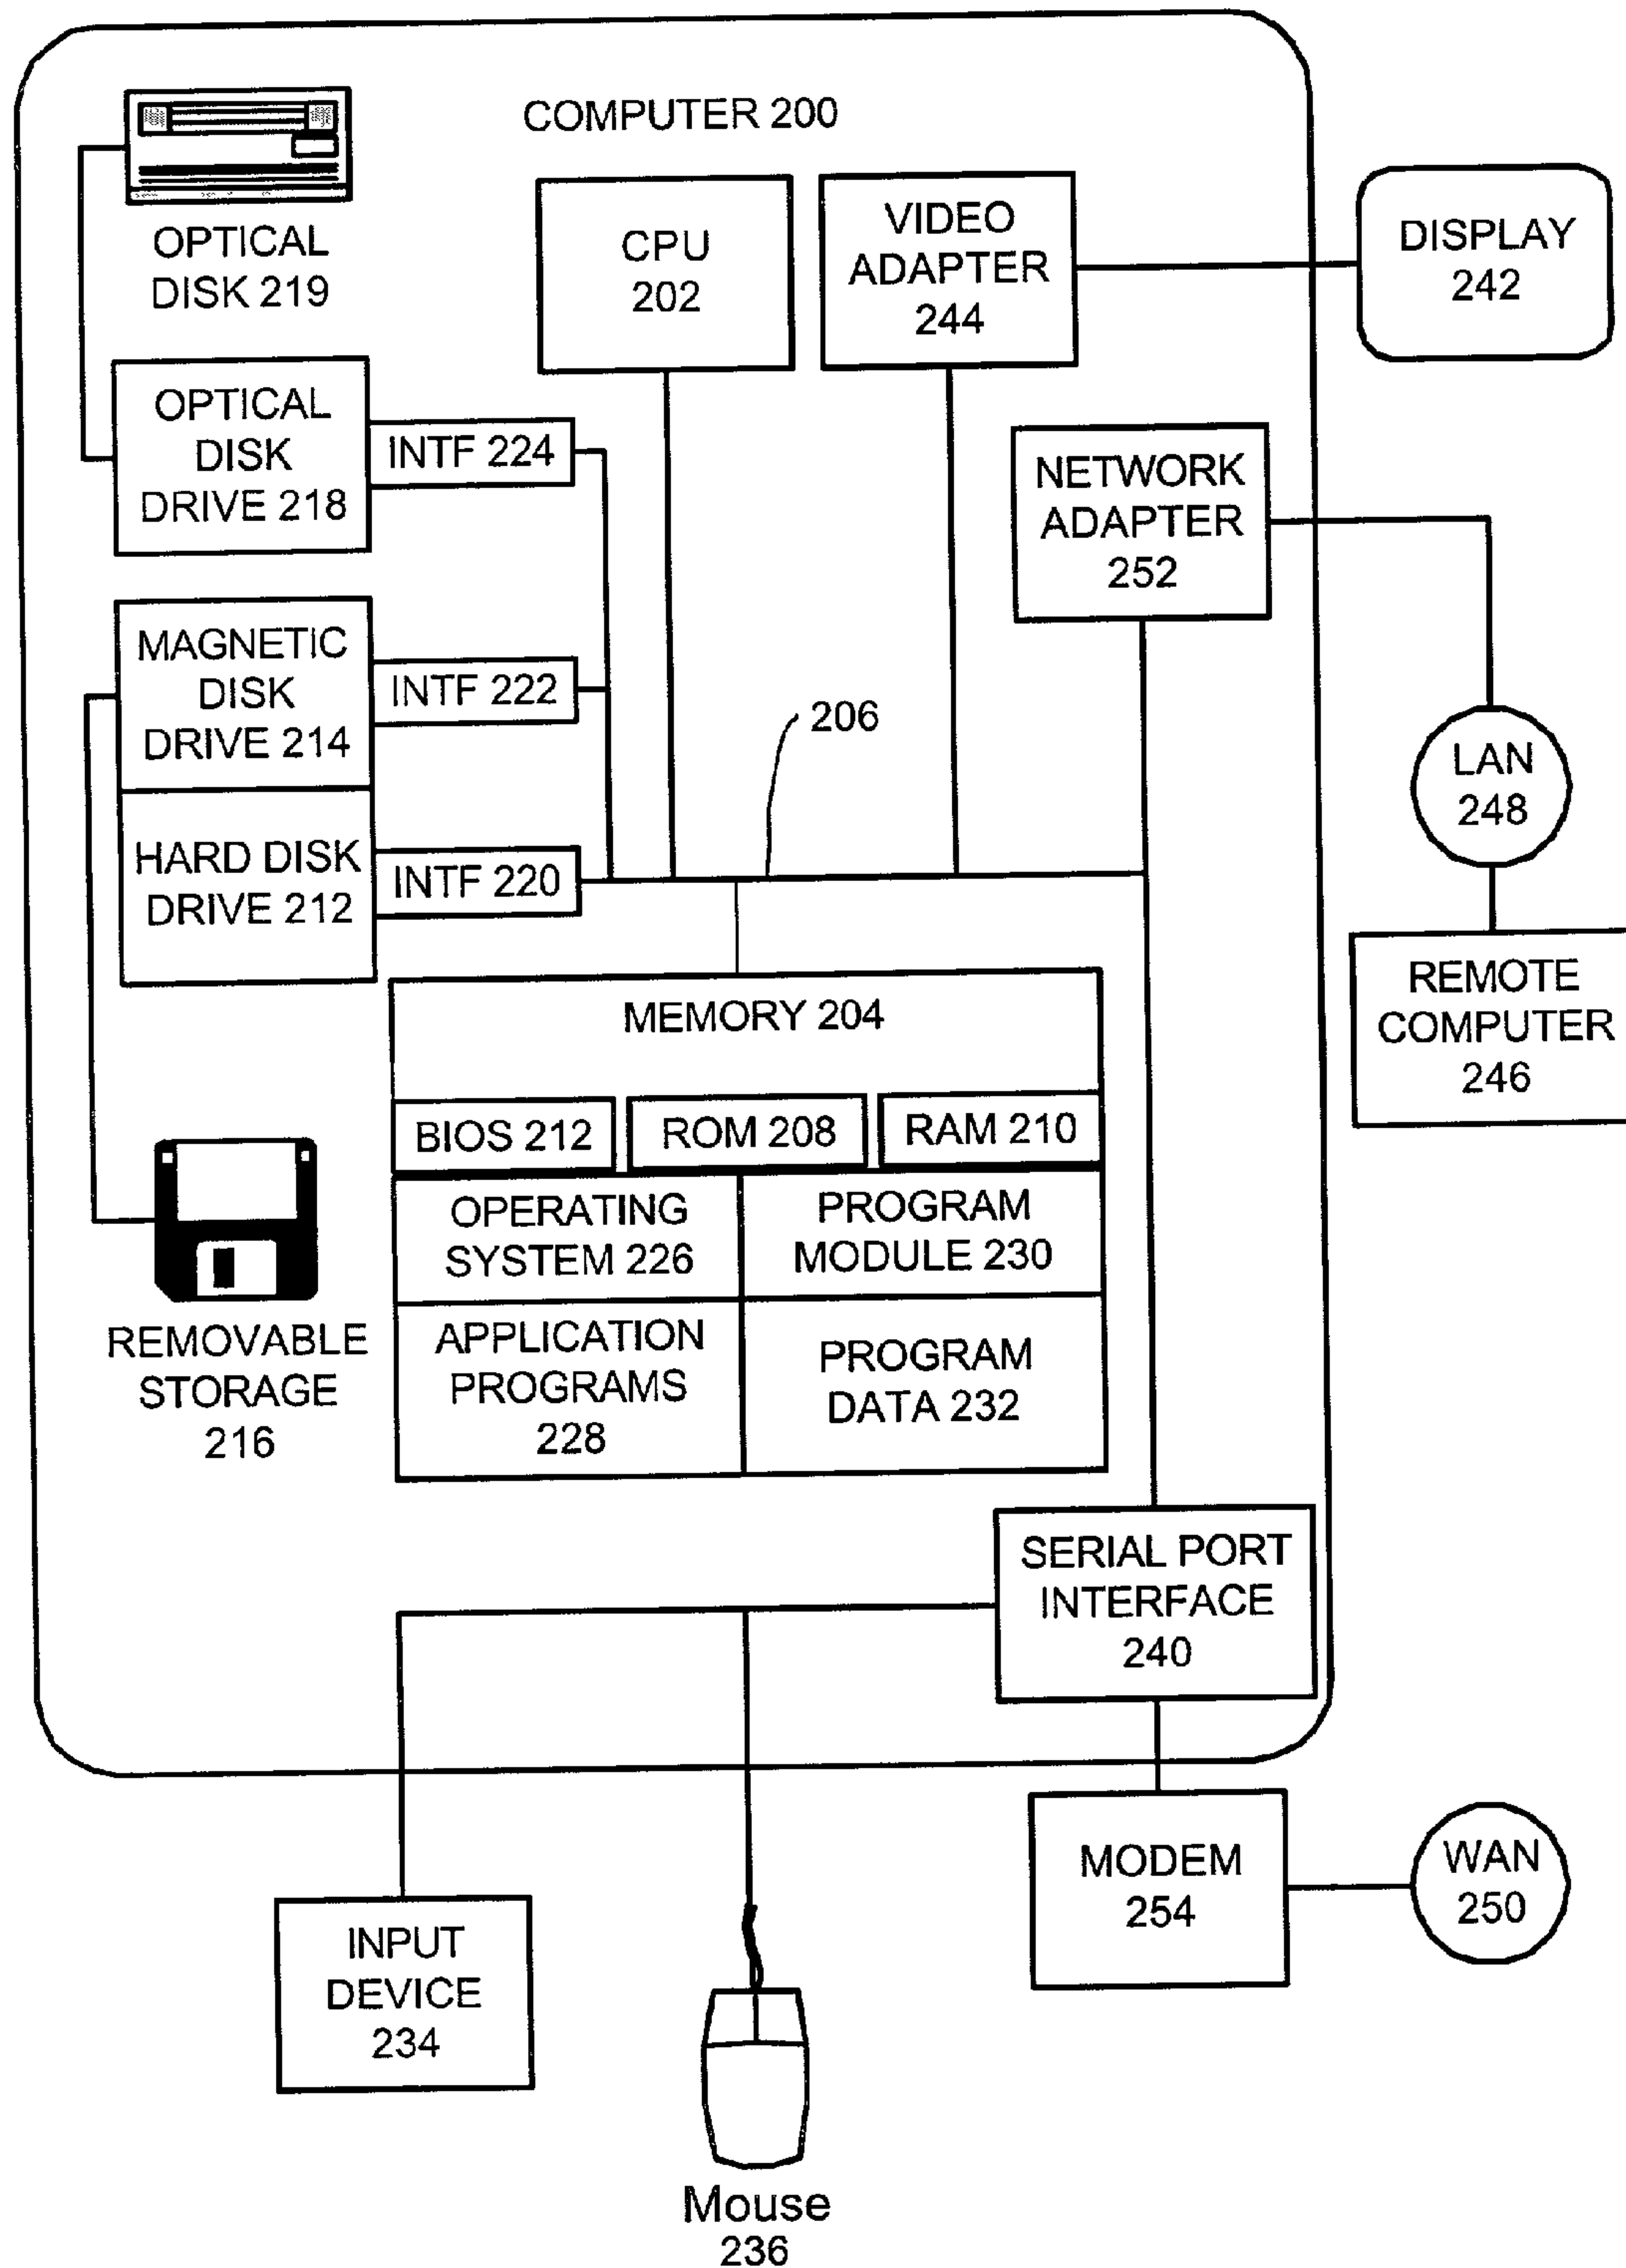 COMPUTER 200
OPTICAL
DISK 219
CPU
202
VIDEO
ADAPTER
244
DISPLAY
242
OPTICAL
DISK
DRIVE 218
INTF 224
NETWORK
ADAPTER
252
MAGNETIC
DISK
DRIVE 214
INTF 222
206
LAN
248
HARD DISK
DRIVE 212
INTF 220
REMOTE
COMPUTER
246
MEMORY 204
BIOS 212
ROM 208
RAM 210
OPERATING
SYSTEM 226
PROGRAM
MODULE 230
REMOVABLE
STORAGE
216
APPLICATION
PROGRAMS
228
PROGRAM
DATA 232
SERIAL PORT
INTERFACE
240
MODEM
254
WAN
250
INPUT
DEVICE
234
Mouse
236